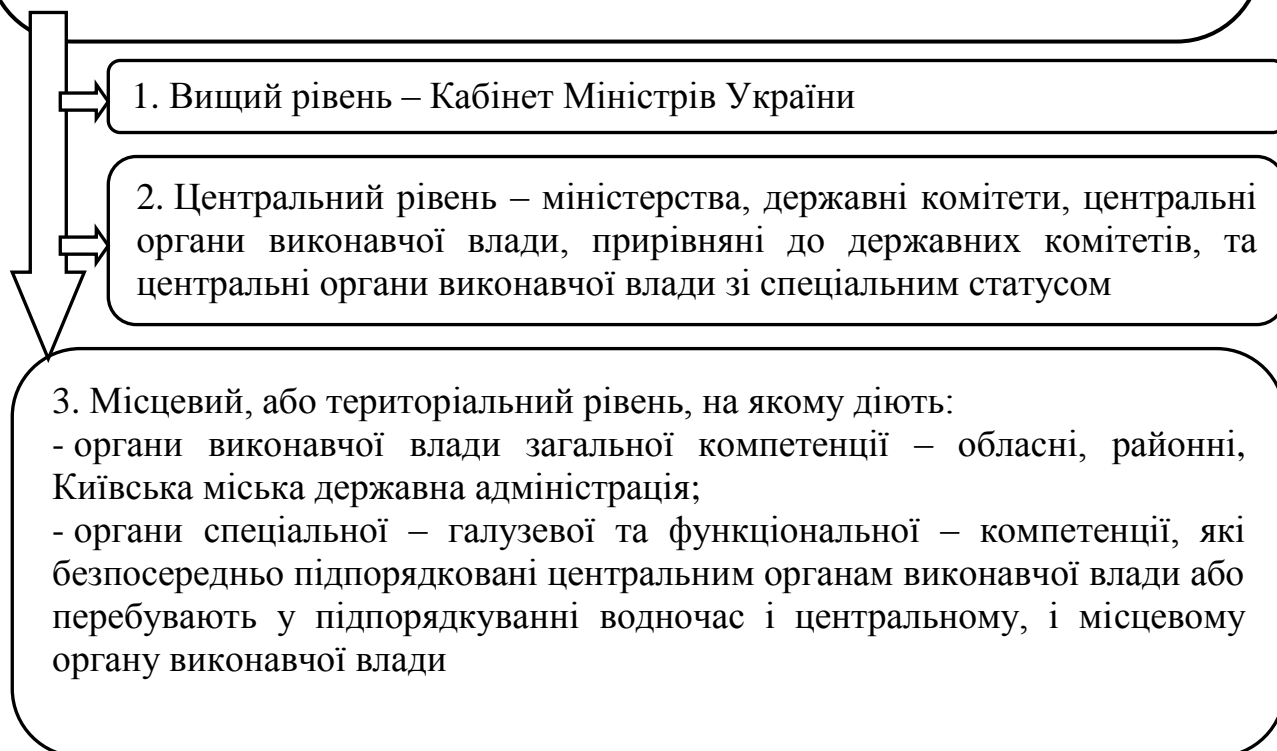 1. Вищий рівень – Кабінет Міністрів України
2. Центральний рівень – міністерства, державні комітети, центральні
органи виконавчої влади, прирівняні до державних комітетів, та
центральні органи виконавчої влади зі спеціальним статусом
3. Місцевий, або територіальний рівень, на якому діють:
- органи виконавчої влади загальної компетенції – обласні, районні,
Київська міська державна адміністрація;
- органи спеціальної – галузевої та функціональної – компетенції, які
безпосередньо підпорядковані центральним органам виконавчої влади або
перебувають у підпорядкуванні водночас і центральному, і місцевому
органу виконавчої влади